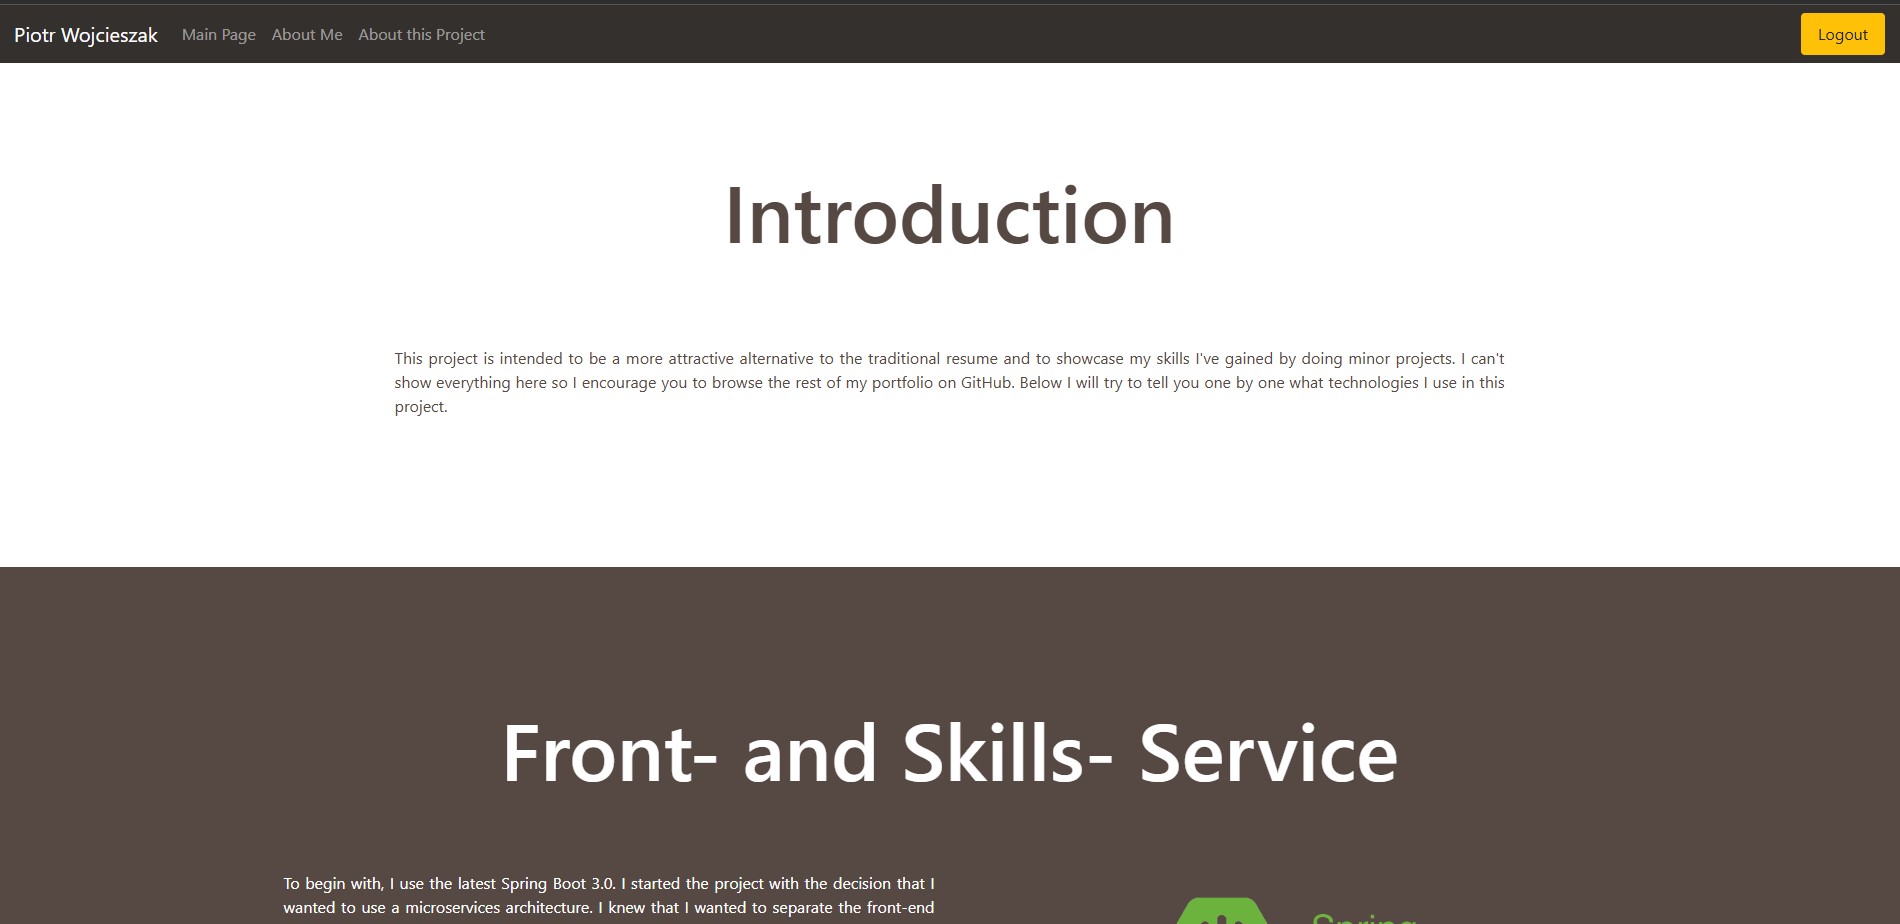 Piotr Wojcieszak Main Page About Me About this Project Logout
Introduction
This project is intended to be a more attractive alternative to the traditional resume and to showcase my skills I've gained by doing minor projects. I can't
show everything here so I encourage you to browse the rest of my portfolio on GitHub. Below I will try to tell you one by one what technologies I use in this
project.
Front- and Skills- Service
To begin with, I use the latest Spring Boot 3.0. I started the project with the decision that I
wanted to use a microservices architecture. I knew that I wanted to separate the front-end
Spring